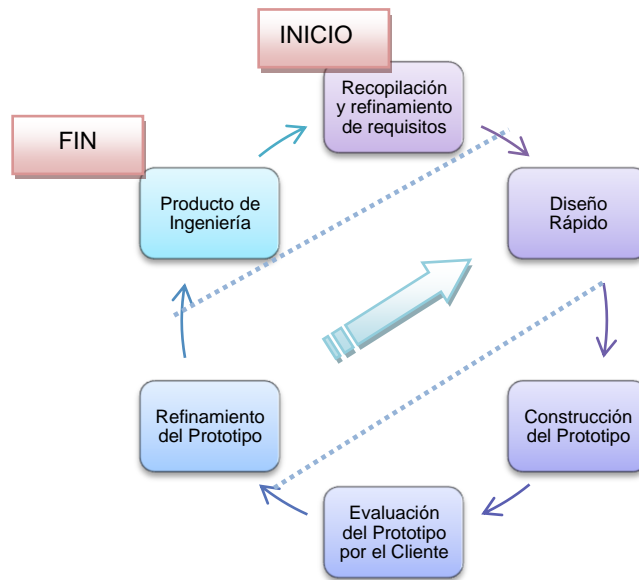 INICIO
Recopilación
y refinamiento
de requisitos
FIN
Producto de
Ingeniería
Diseño
Rápido
Refinamiento
del Prototipo
Construcción
del Prototipo
Evaluación
del Prototipo
por el Cliente